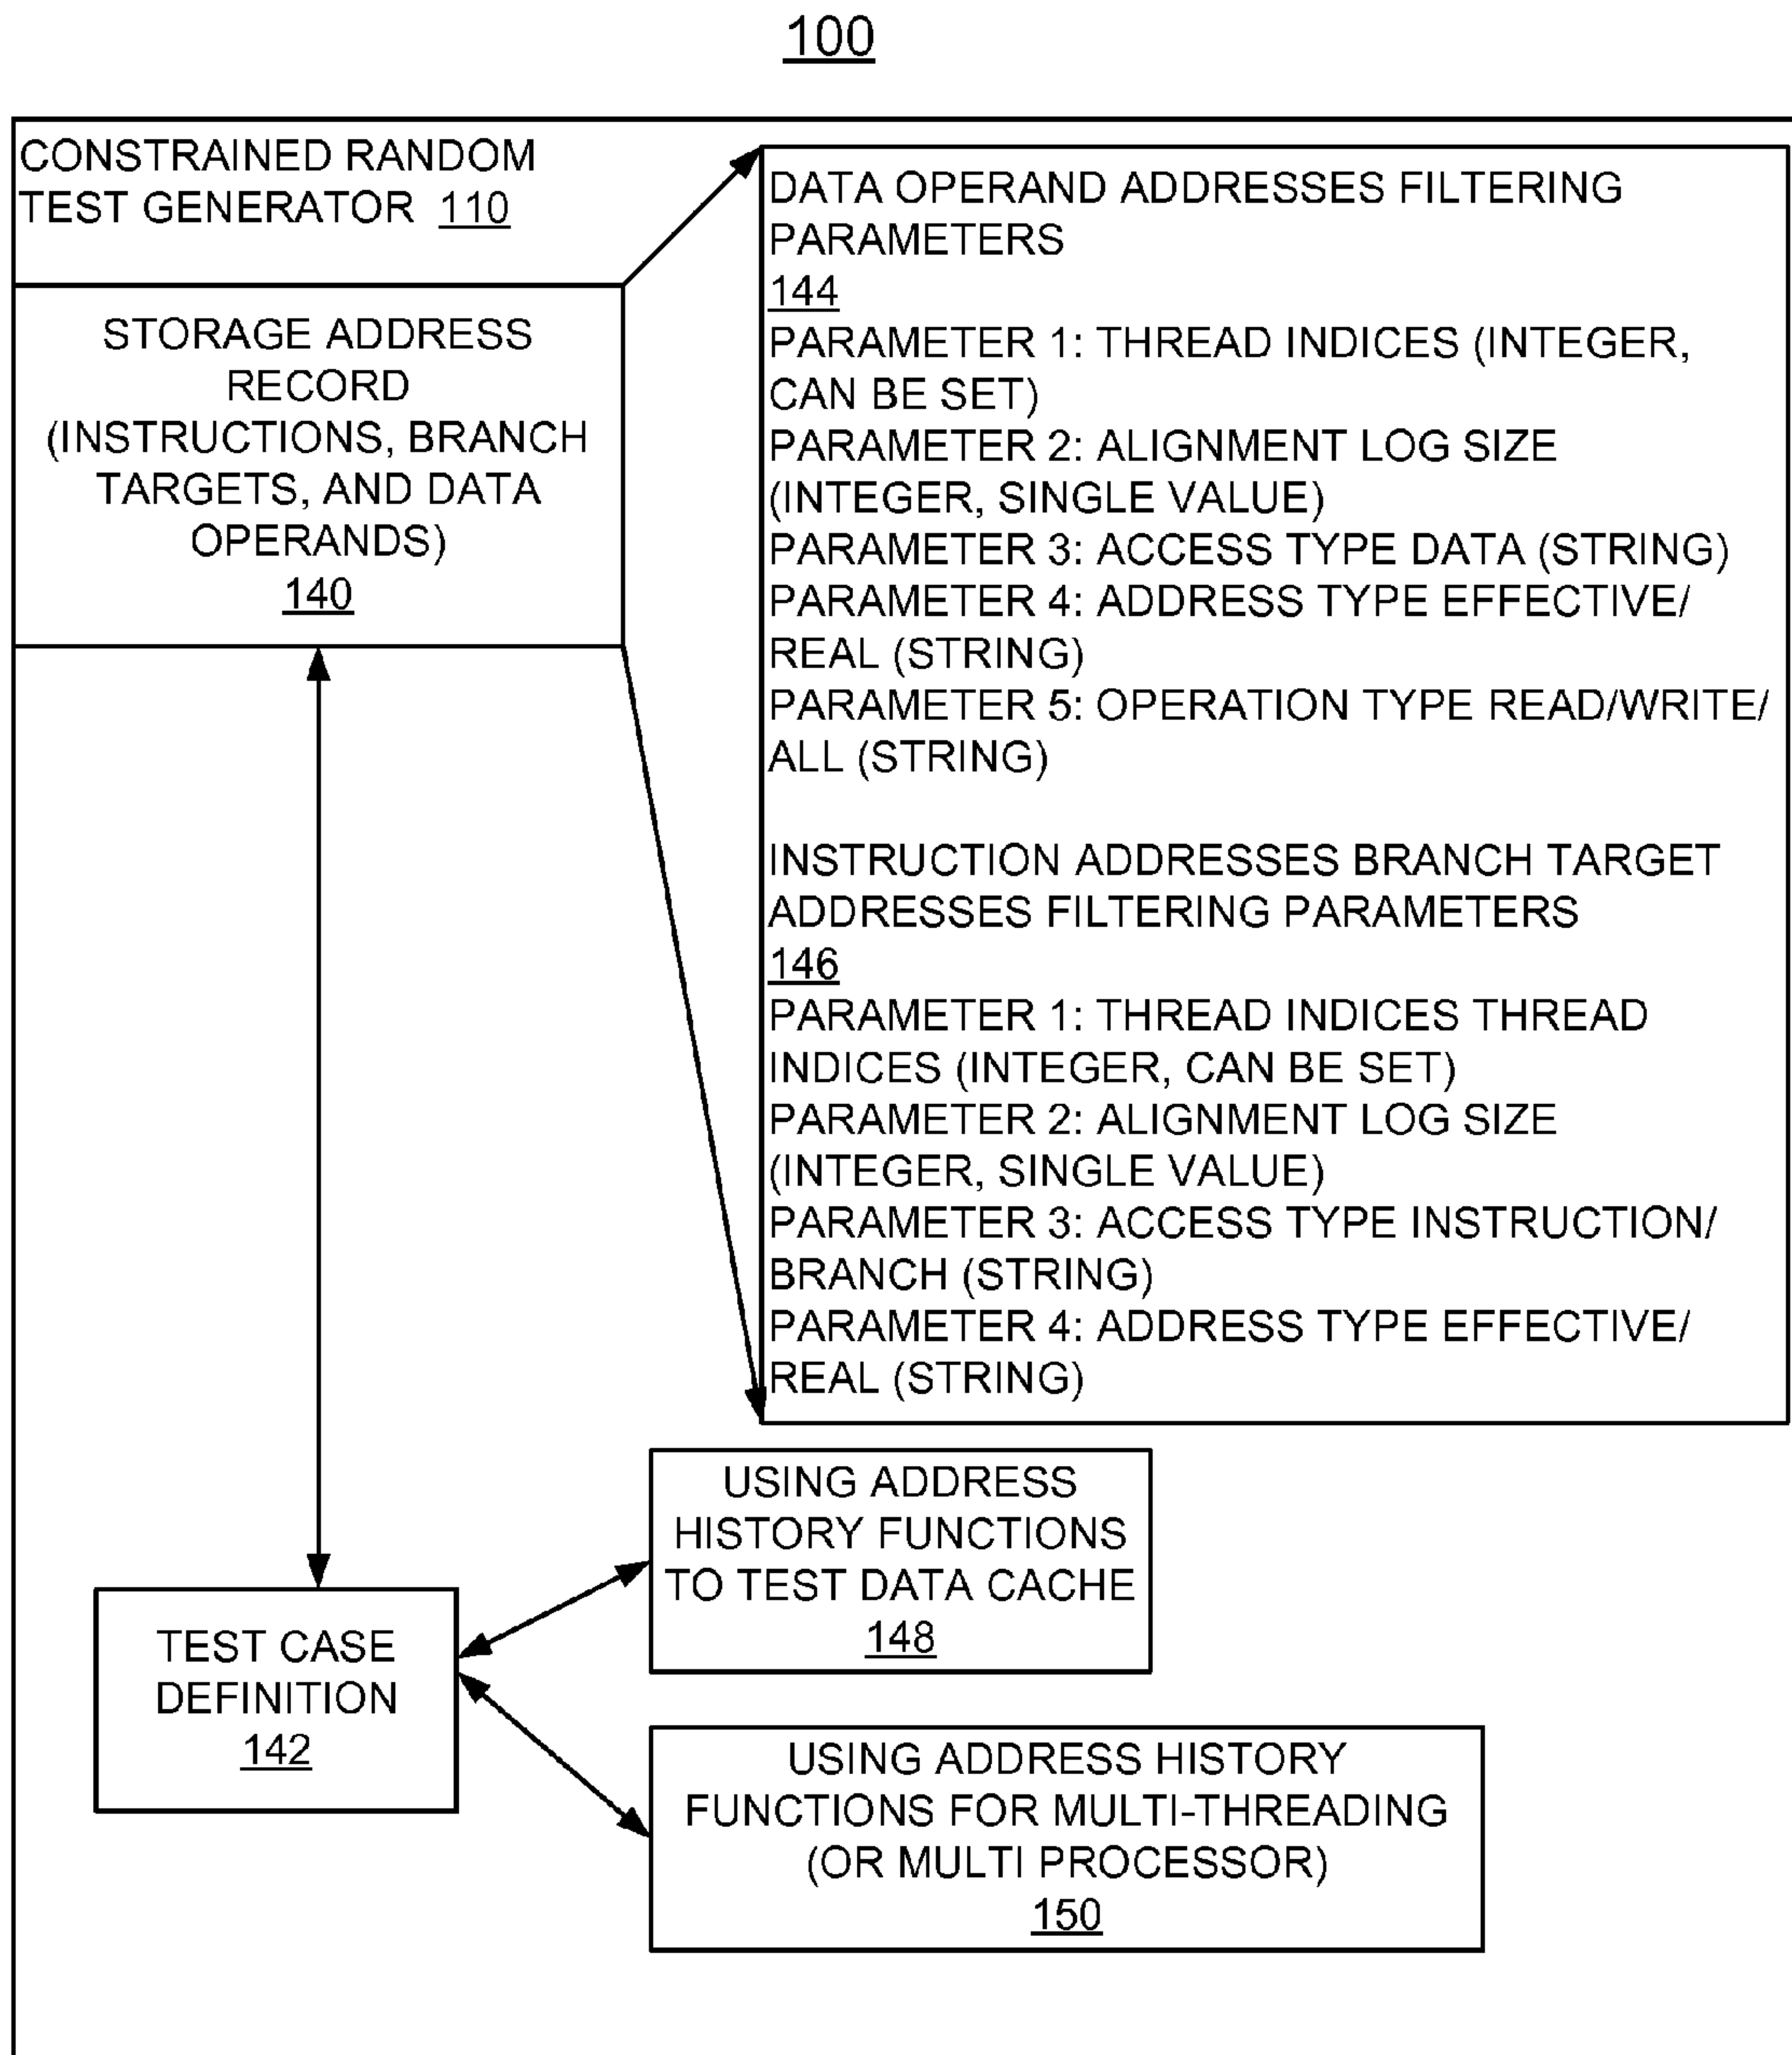 100
CONSTRAINED RANDOM
TEST GENERATOR 110
STORAGE ADDRESS
RECORD
(INSTRUCTIONS, BRANCH
TARGETS, AND DATA
OPERANDS)
140
DATA OPERAND ADDRESSES FILTERING
PARAMETERS
144
PARAMETER 1: THREAD INDICES (INTEGER,
CAN BE SET)
PARAMETER 2: ALIGNMENT LOG SIZE
(INTEGER, SINGLE VALUE)
PARAMETER 3: ACCESS TYPE DATA (STRING)
PARAMETER 4: ADDRESS TYPE EFFECTIVE/
REAL (STRING)
PARAMETER 5: OPERATION TYPE READ/WRITE/
ALL (STRING)
INSTRUCTION ADDRESSES BRANCH TARGET
ADDRESSES FILTERING PARAMETERS
146
PARAMETER 1: THREAD INDICES THREAD
INDICES (INTEGER, CAN BE SET)
PARAMETER 2: ALIGNMENT LOG SIZE
(INTEGER, SINGLE VALUE)
PARAMETER 3: ACCESS TYPE INSTRUCTION/
BRANCH (STRING)
PARAMETER 4: ADDRESS TYPE EFFECTIVE/
REAL (STRING)
USING ADDRESS
HISTORY FUNCTIONS
TO TEST DATA CACHE
148
TEST CASE
DEFINITION
142
USING ADDRESS HISTORY
FUNCTIONS FOR MULTI-THREADING
(OR MULTI PROCESSOR)
150